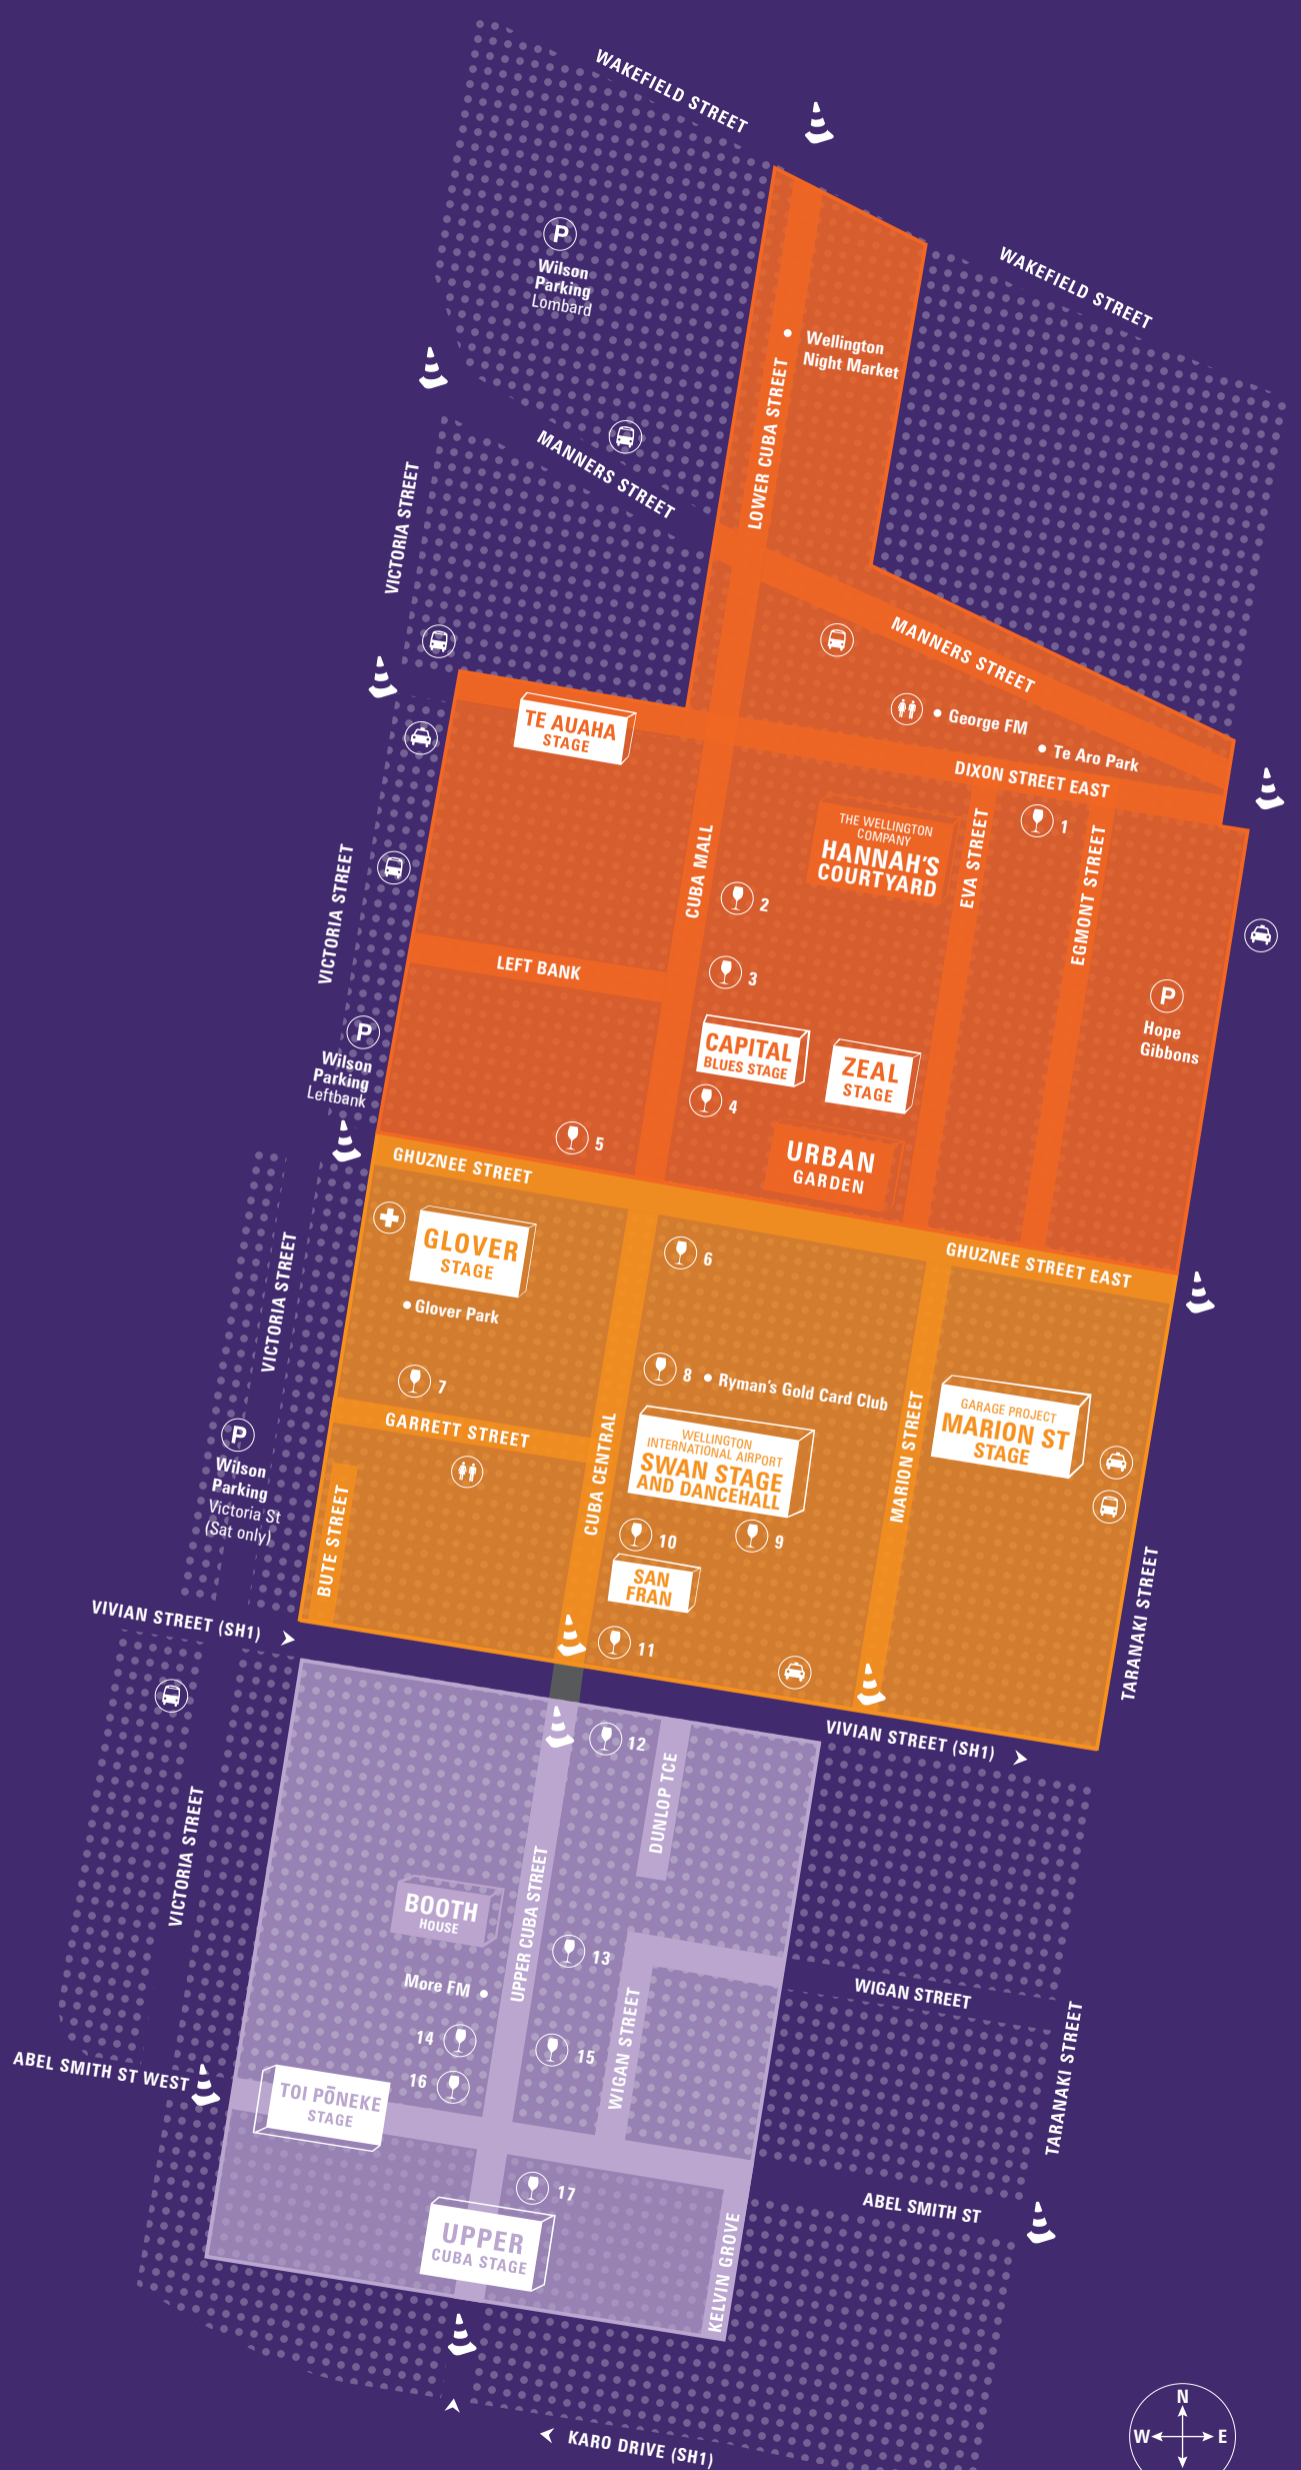 WAKEFIELD STREET
P
Wilson
Parking
Lombard
WAKEFIELD STREET
Wellington
Night Market
LOWER CUBA STREET
MANNERS STREET
VICTORIA STREET
MANNERS STREET
George FM
Te Aro Park
TE AUAHA
STAGE
DIXON STREET EAST
1
THE WELLINGTON
COMPANY
HANNAH'S
COURTYARD
EVA STREET
EGMONT STREET
CUBA MALL
2
VICTORIA STREET
LEFT BANK
3
P
Hope
Gibbons
P
Wilson
Parking
Leftbank
CAPITAL
BLUES STAGE
ZEAL
STAGE
4
5
URBAN
GARDEN
GHUZNEE STREET
GLOVER
STAGE
6
GHUZNEE STREET EAST
Glover Park
VICTORIA STREET
7
8
Ryman's Gold Card Club
GARRETT STREET
CUBA CENTRAL
WELLINGTON
INTERNATIONAL AIRPORT
SWAN STAGE
AND DANCEHALL
MARION STREET
GARAGE PROJECT
MARION ST
STAGE
P
Wilson
Parking
Victoria St
(Sat only)
BUTE STREET
10
9
SAN
FRAN
TARANAKI STREET
VIVIAN STREET (SH1)
11
VIVIAN STREET (SH1)
12
DUNLOP TCE
VICTORIA STREET
BOOTH
HOUSE
UPPER CUBA STREET
13
More FM
WIGAN STREET
WIGAN STREET
14
15
16
TARANAKI STREET
ABEL SMITH ST WEST
TOI PŌNEKE
STAGE
17
ABEL SMITH ST
UPPER
CUBA STAGE
KELVIN GROVE
KARO DRIVE (SH1)
N
W
E